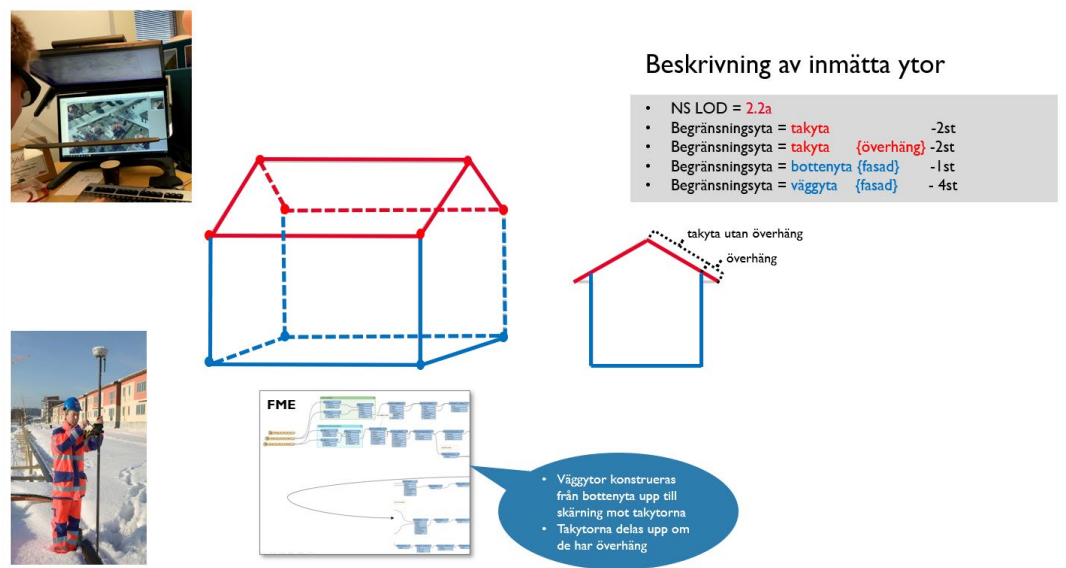 Beskrivning av inmätta ytor
• NS LOD = 2.2a
• Begränsningsyta = takyta -2st
• Begränsningsyta = takyta {överhäng} -2st
• Begränsningsyta = bottenyta {fasad} -1st
• Begränsningsyta = väggyta {fasad} - 4st
takyta utan överhäng
överhäng
FME
• Väggytor konstrueras
från bottenyta upp till
skärning mot takytorna
• Takytorna delas upp om
de har överhäng